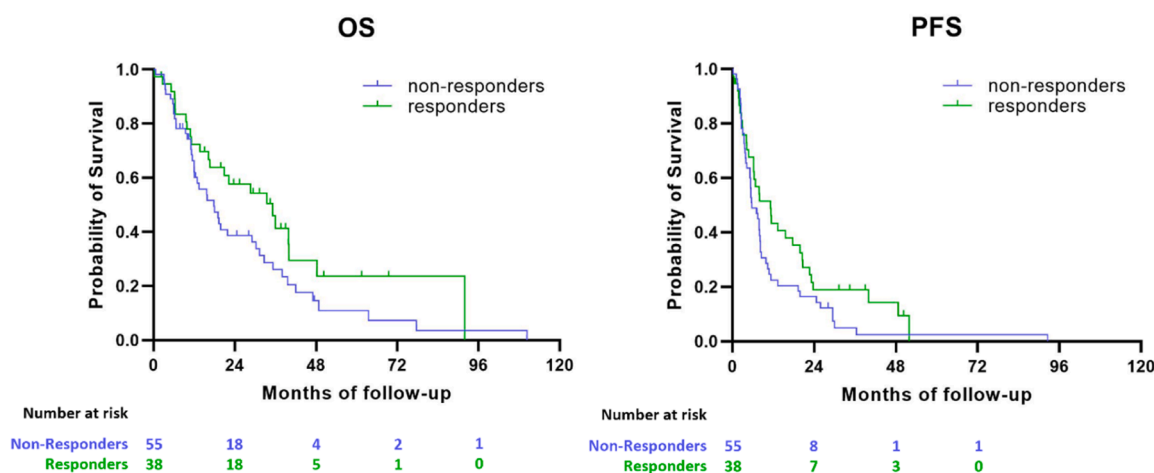 OS
PFS
1.0
0.8
0.6
0.4
0.2
0.0
Probability of Survival
non-responders
responders
0 24 48 72 96 120
Months of follow-up
1.0
0.8
0.6
0.4
0.2
0.0
Probability of Survival
non-responders
responders
0 24 48 72 96 120
Months of follow-up
Number at risk
Non-Responders 55 18 4 2 1
Responders 38 18 5 1 0
Number at risk
Non-Responders 55 8 1 1
Responders 38 7 3 0